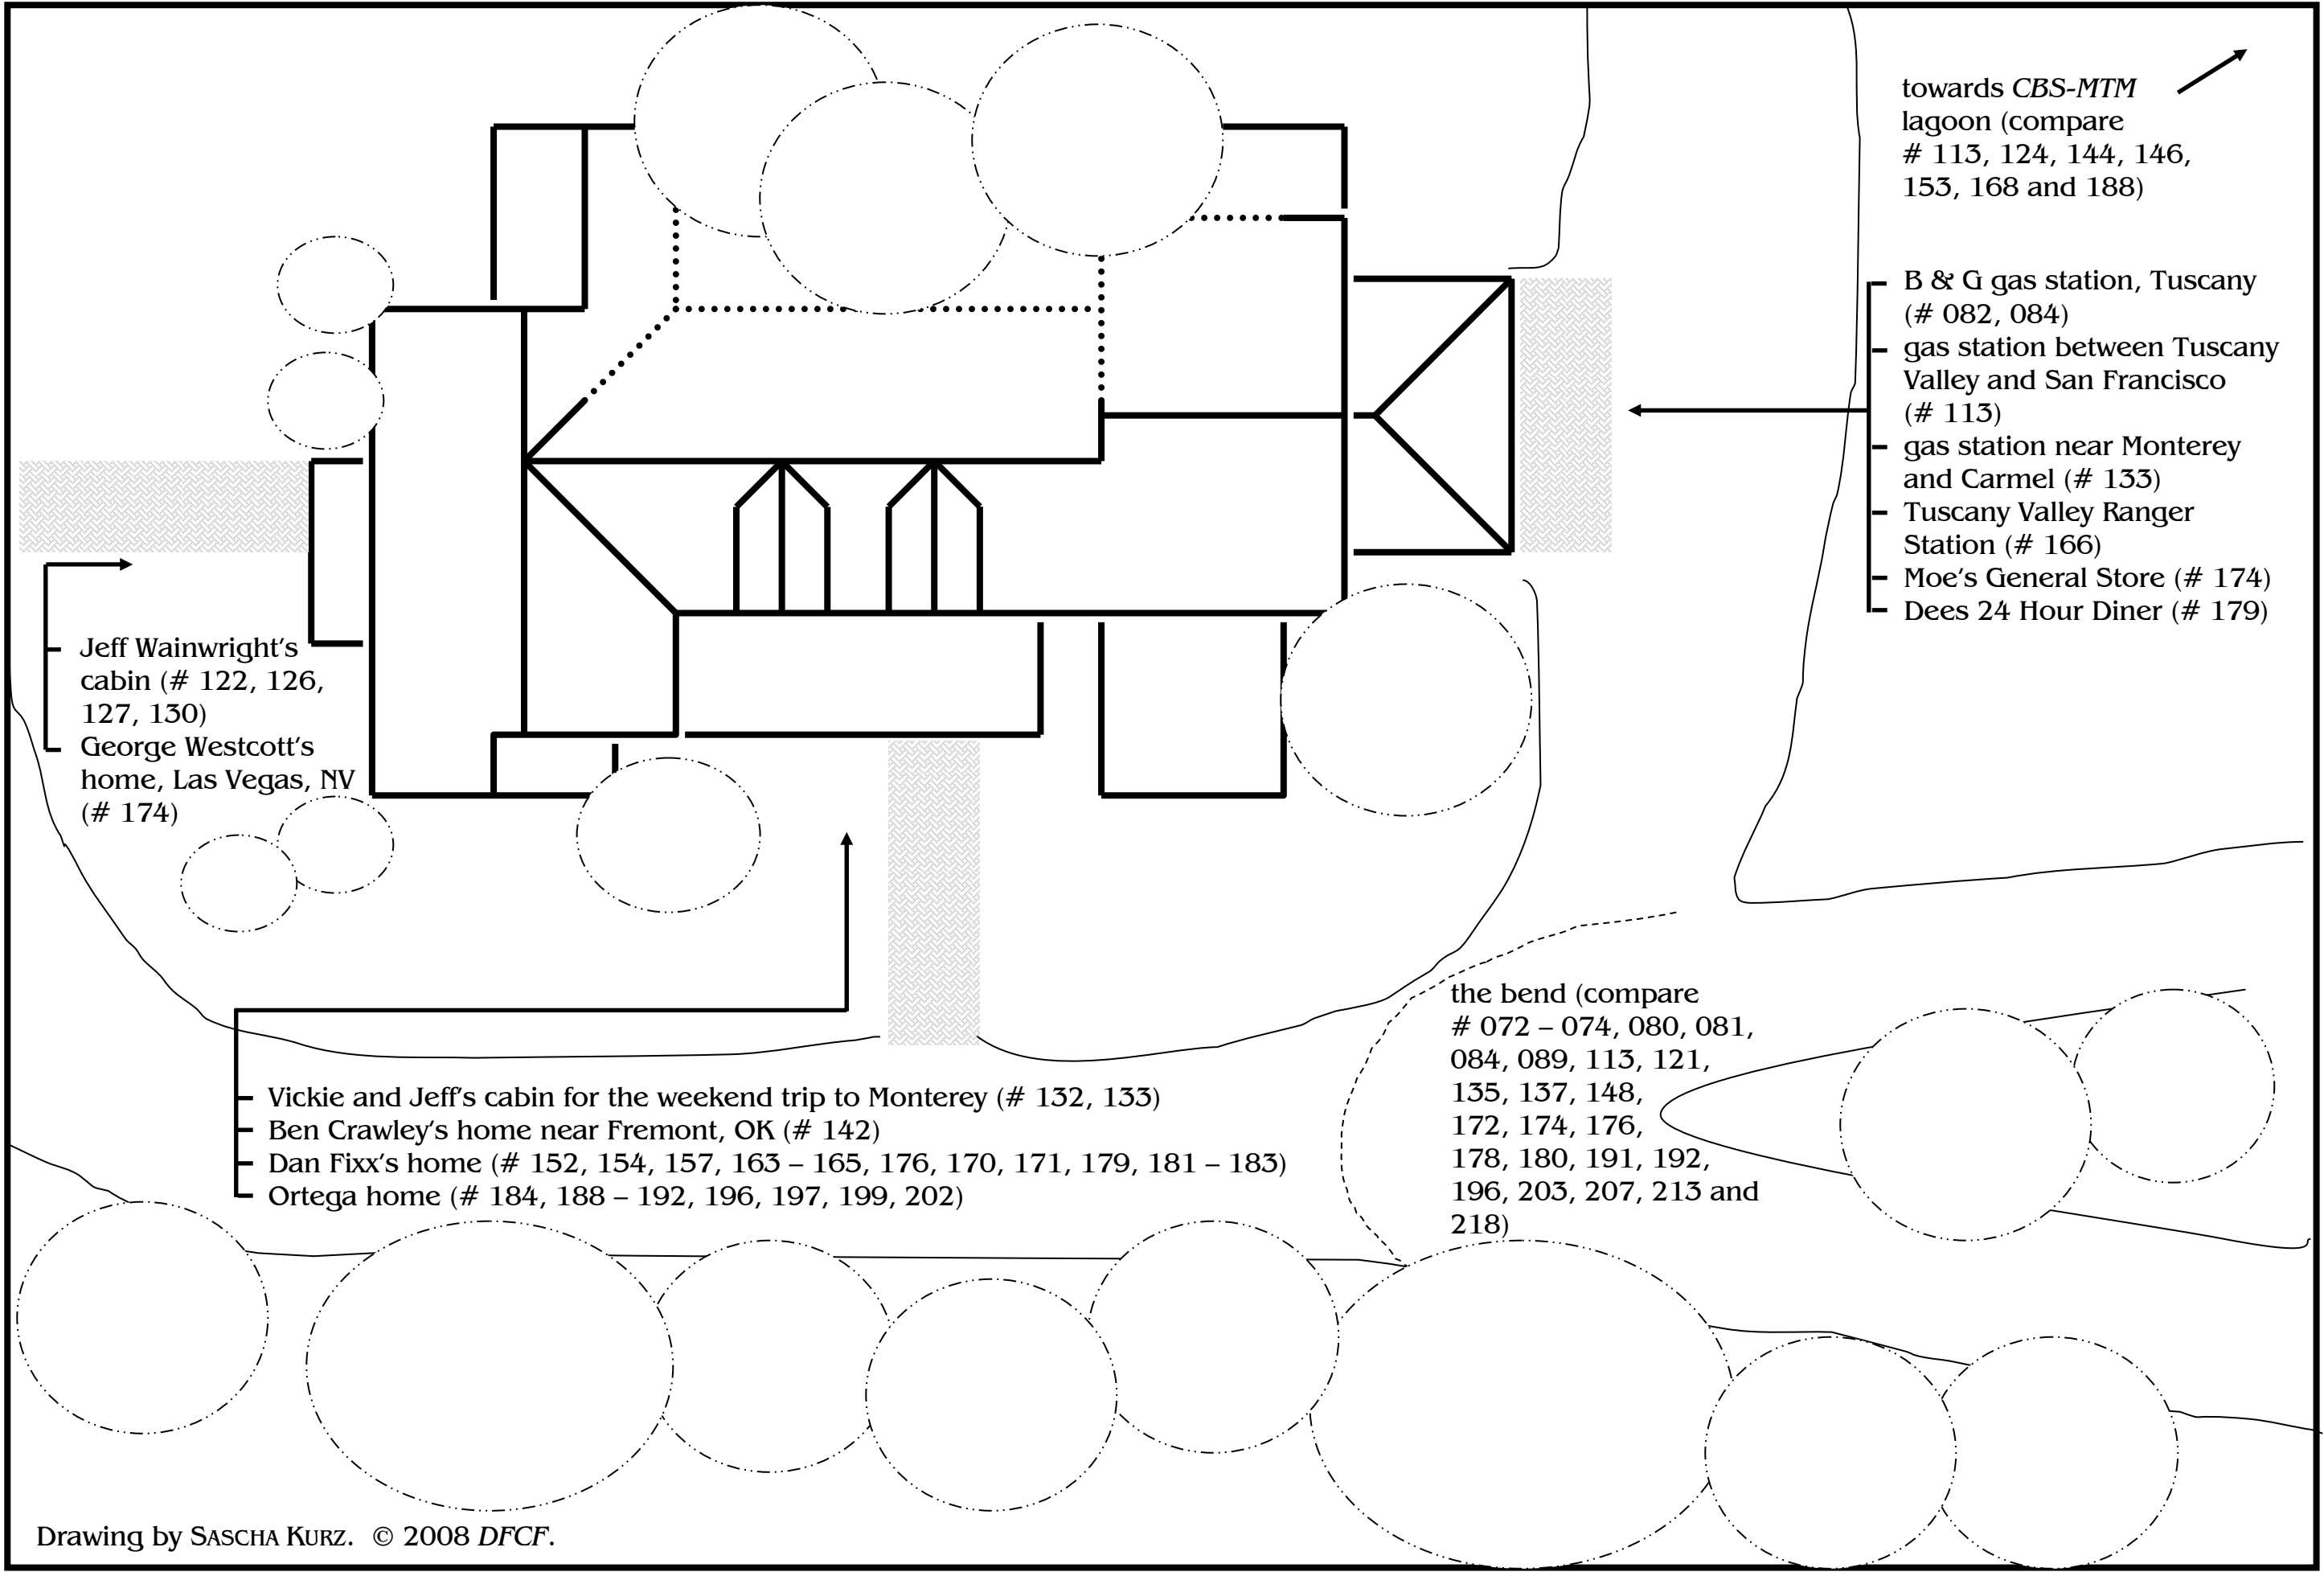 towards CBS-MTM
lagoon (compare
# 113, 124, 144, 146,
153, 168 and 188)
B & G gas station, Tuscany
(# 082, 084)
gas station between Tuscany
Valley and San Francisco
(# 113)
gas station near Monterey
and Carmel (# 133)
Tuscany Valley Ranger
Station (# 166)
Moe's General Store (# 174)
Dees 24 Hour Diner (# 179)
Jeff Wainwright's
cabin (# 122, 126,
127, 130)
George Westcott's
home, Las Vegas, NV
(# 174)
the bend (compare
# 072 – 074, 080, 081,
084, 089, 113, 121,
135, 137, 148,
172, 174, 176,
178, 180, 191, 192,
196, 203, 207, 213 and
218)
Vickie and Jeff's cabin for the weekend trip to Monterey (# 132, 133)
Ben Crawley's home near Fremont, OK (# 142)
Dan Fixx's home (# 152, 154, 157, 163 – 165, 176, 170, 171, 179, 181 – 183)
Ortega home (# 184, 188 – 192, 196, 197, 199, 202)
Drawing by SASCHA KURZ. © 2008 DFCF.